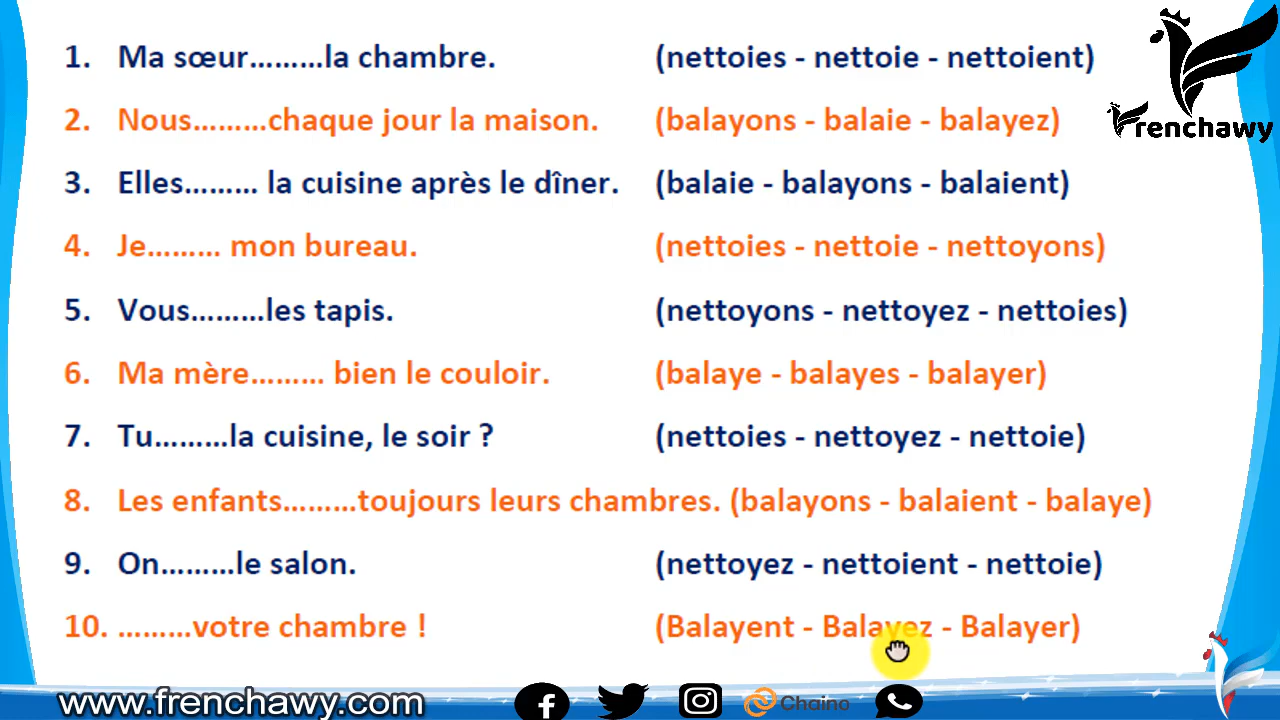 1. Ma sœur.........la chambre. (nettoies - nettoie - nettoient)
2. Nous.........chaque jour la maison. (balayons - balaie - balayez)
3. Elles......... la cuisine après le dîner. (balaie - balayons - balaient)
4. Je......... mon bureau. (nettoies - nettoie - nettoyons)
5. Vous.........les tapis. (nettoyons - nettoyez - nettoies)
6. Ma mère......... bien le couloir. (balaye - balayes - balayer)
7. Tu.........la cuisine, le soir ? (nettoies - nettoyez - nettoie)
8. Les enfants.........toujours leurs chambres. (balayons - balaient - balaye)
9. On.........le salon. (nettoyez - nettoient - nettoie)
10. .........votre chambre ! (Balayent - Balayez - Balayer)
Frenchawy
www.frenchawy.com
Chaino